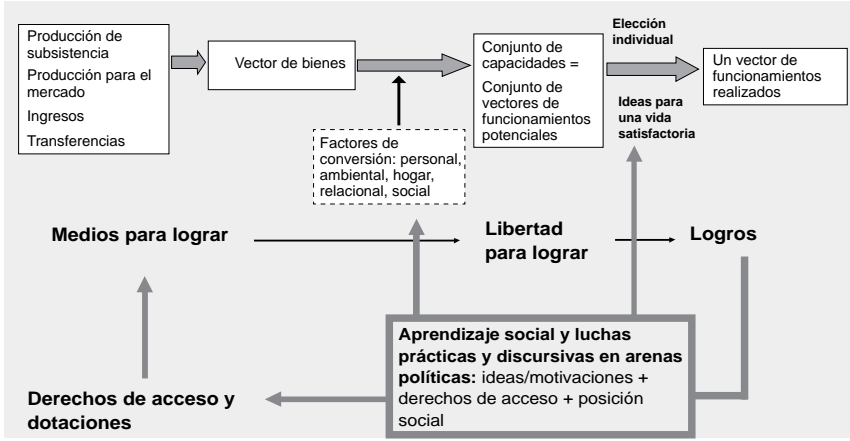 Producción de
subsistencia
Producción para el
mercado
Ingresos
Transferencias
Vector de bienes
Factores de
conversión: personal,
ambiental, hogar,
relacional, social
Conjunto de
capacidades =
Conjunto de
vectores de
funcionamientos
potenciales
Elección
individual
Ideas para
una vida
satisfactoria
Un vector de
funcionamientos
realizados
Medios para lograr
Libertad
para lograr
Logros
Aprendizaje social y luchas
prácticas y discursivas en arenas
políticas: ideas/motivaciones +
derechos de acceso + posición
social
Derechos de acceso y
dotaciones